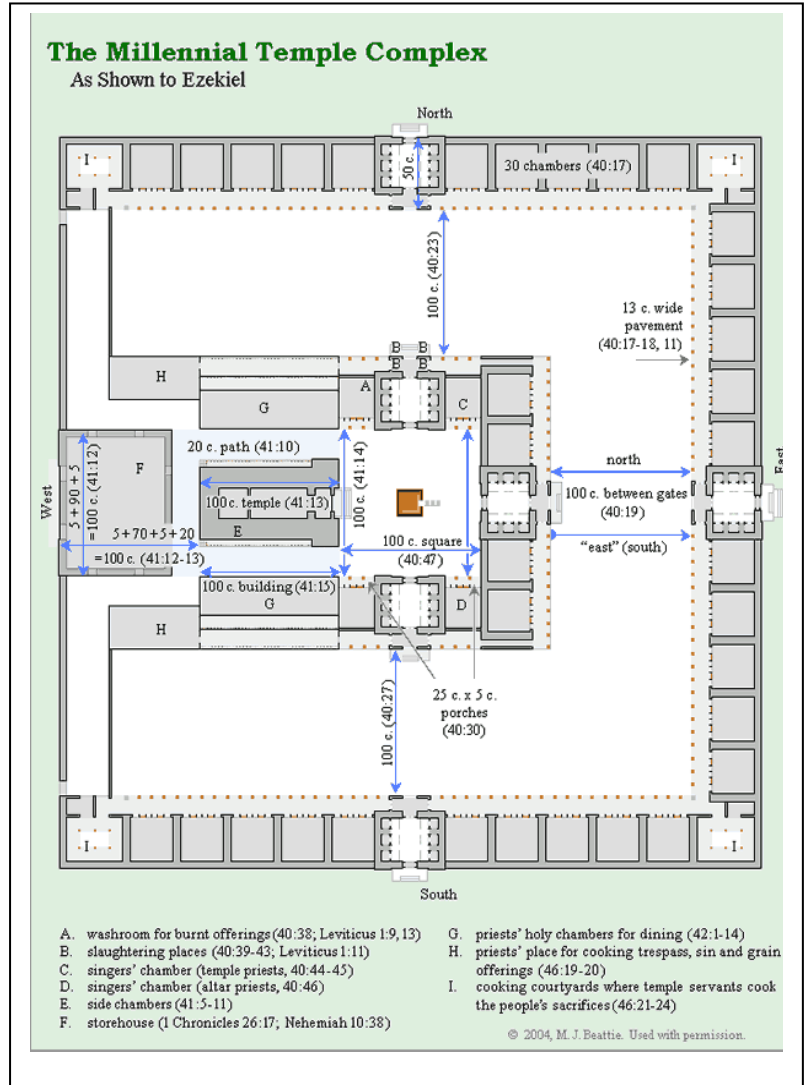 The Millennial Temple Complex
As Shown to Ezekiel
North
I
50 c.
30 chambers (40:17)
I
100 c. (40:23)
13 c. wide
pavement
(40:17-18, 11)
B B
B B
H
A
C
G
20 c. path (41:10)
100 c. (41:14)
north
East
West
5 + 90 + 5
=100 c. (41:12)
F
100 c. temple (41:13)
100 c. between gates
(40:19)
5+70+5+20
E
=100 c. (41:12-13)
100 c. square
(40:47)
"east" (south)
100 c. building (41:15)
G
D
H
100 c. (40:27)
25 c. x 5 c.
porches
(40:30)
I
I
South
A. washroom for burnt offerings (40:38; Leviticus 1:9, 13)
B. slaughtering places (40:39-43; Leviticus 1:11)
C. singers' chamber (temple priests, 40:44-45)
D. singers' chamber (altar priests, 40:46)
E. side chambers (41:5-11)
F. storehouse (1 Chronicles 26:17; Nehemiah 10:38)
G. priests' holy chambers for dining (42:1-14)
H. priests' place for cooking trespass, sin and grain
offerings (46:19-20)
I. cooking courtyards where temple servants cook
the people's sacrifices (46:21-24)
© 2004, M. J. Beattie. Used with permission.